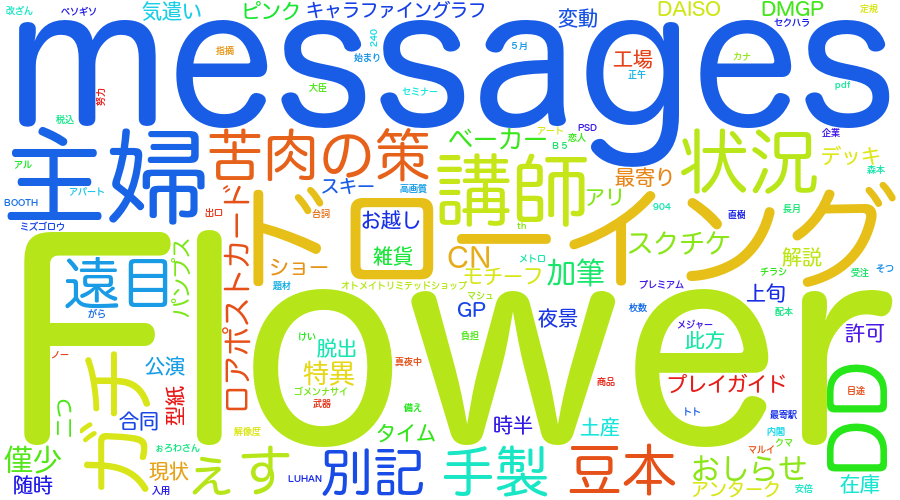 改ざん
ベソギソ
気遣い
ピンク
キャラファイングラフ
変動
DAISO
DMGP
定規
セクハラ
messages
240
指摘
始まり
5月
工場
正午
カナ
pdf
大臣
セミナー
努力
税込
主婦
苦肉の策
ベーカー
アート
恋人
B5
PSD
企業
状況
デッキ
森本
アル
アパート
BOOTH
ミズゴロウ
スキー
高画質
講師
アリ
最寄り
ドローイング
出口
台詞
お越し
雑貨
th
904
直樹
長月
スクチケ
解説
CN
モチーフ
メトロ
加筆
チラシ
受注
そつ
遠目
がら
パンプス
ロアポストカード
ショー
題材
オトメイトリミテッドショップ
マシュ
プレミアム
上旬
枚数
配本
Flower
GP
夜景
負担
メジャー
此方
許可
けい
脱出
特異
ゴメンナサイ
武器
真夜中
商品
プレイガイド
目途
DD
ノー
ガチ
公演
型紙
合同
二つ
備え
トト
最寄駅
タイム
時半
土産
内閣
クマ
マルイ
解像度
ぉろわさん
僅少
随時
現状
入用
えす
LUHAN
別記
手製
豆本
おしらせ
アンターク
安倍
在庫